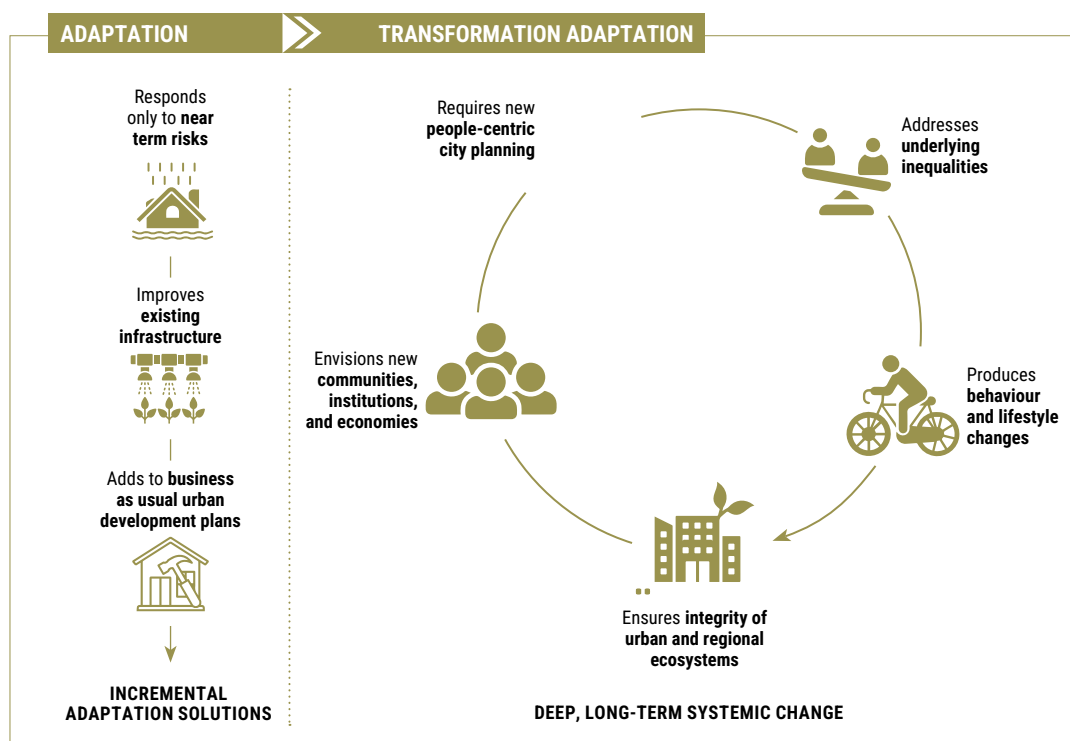 ADAPTATION
TRANSFORMATION ADAPTATION
Responds
only to near
term risks
Improves
existing
infrastructure
Adds to business
as usual urban
development plans
INCREMENTAL
ADAPTATION SOLUTIONS
Requires new
people-centric
city planning
Addresses
underlying
inequalities
Produces
behaviour
and lifestyle
changes
Ensures integrity of
urban and regional
ecosystems
Envisions new
communities,
institutions,
and economies
DEEP, LONG-TERM SYSTEMIC CHANGE